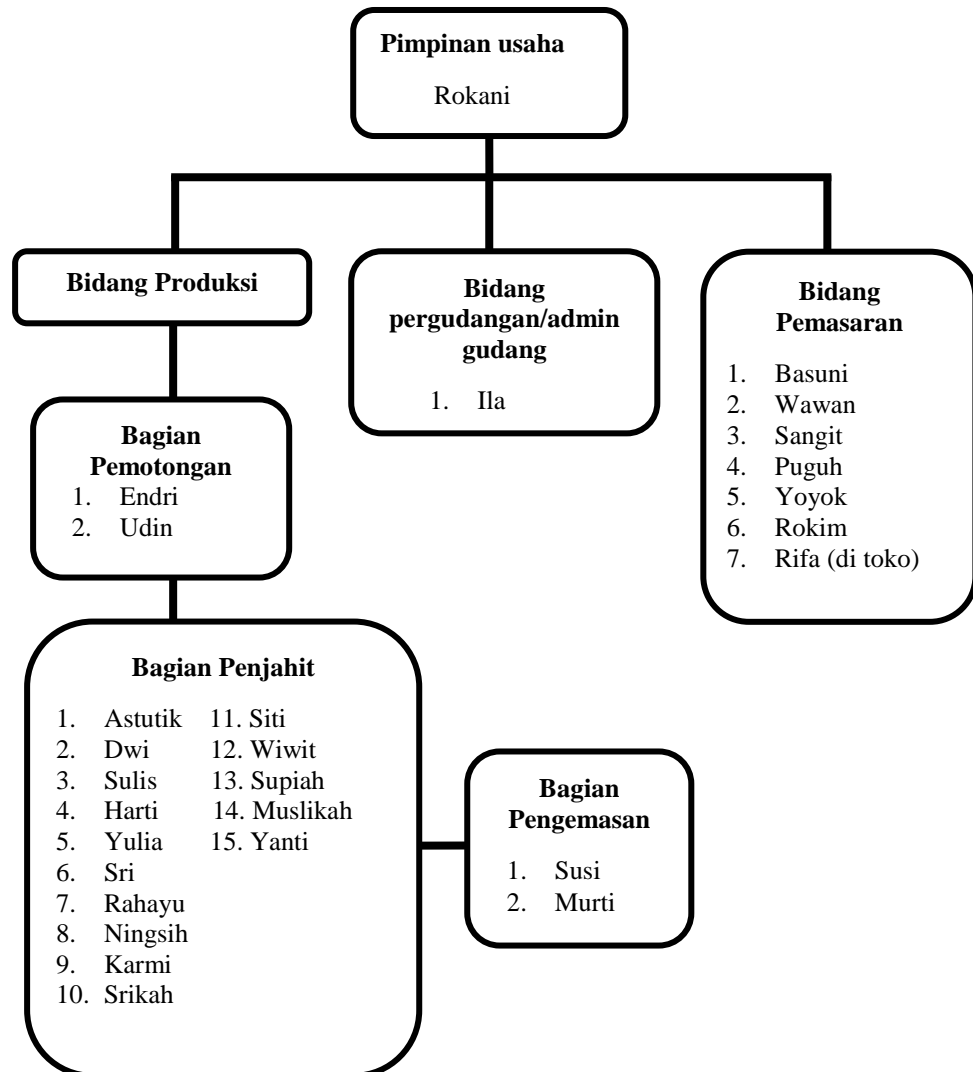 Pimpinan usaha
Rokani
Bidang Produksi
Bidang
pergudangan/admin
gudang
1. Ila
Bidang
Pemasaran
1. Basuni
2. Wawan
3. Sangit
4. Puguh
5. Yoyok
6. Rokim
7. Rifa (di toko)
Bagian
Pemotongan
1. Endri
2. Udin
Bagian Penjahit
1. Astutik 11. Siti
2. Dwi 12. Wiwit
3. Sulis 13. Supiah
4. Harti 14. Muslikah
5. Yulia 15. Yanti
6. Sri
7. Rahayu
8. Ningsih
9. Karmi
10. Srikah
Bagian
Pengemasan
1. Susi
2. Murti